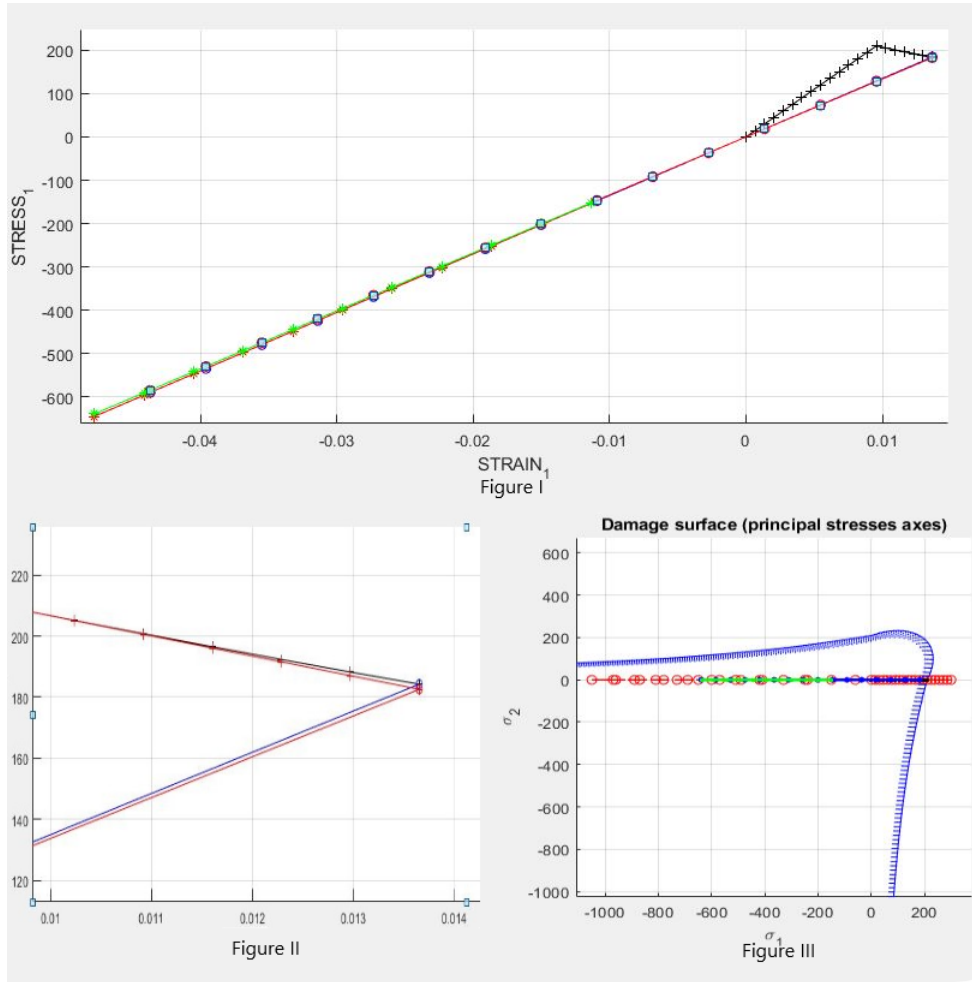 200
100
0
-100
-200
-300
-400
-500
-600
STRESS1
-0.04 -0.03 -0.02 -0.01 0 0.01
STRAIN1
Figure I
220
200
180
160
140
120
0.01 0.011 0.012 0.013 0.014
Figure II
Damage surface (principal stresses axes)
600
400
200
0
-200
-400
-600
-800
-1000
σ2
-1000 -800 -600 -400 -200 0 200
σ1
Figure III